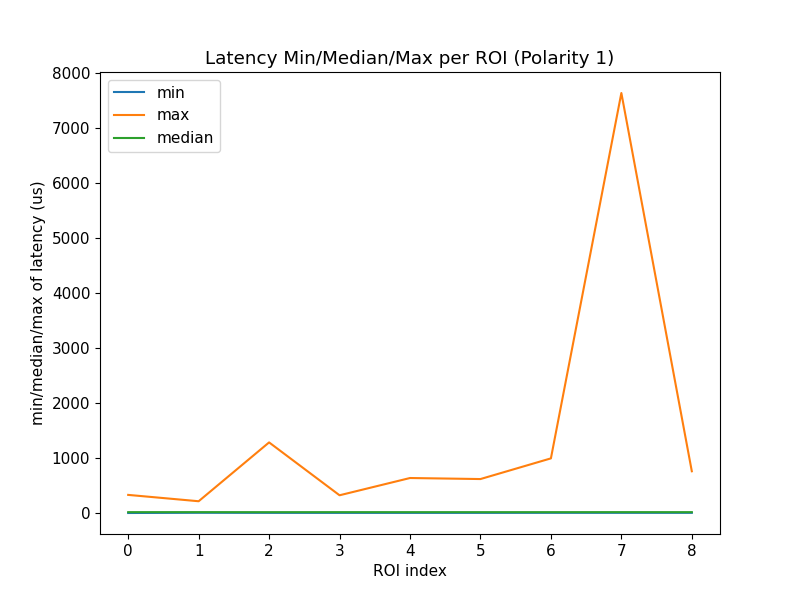 Latency Min/Median/Max per ROI (Polarity 1)
min
max
median
8000
7000
6000
5000
4000
3000
2000
1000
0
min/median/max of latency (us)
0 1 2 3 4 5 6 7 8
ROI index